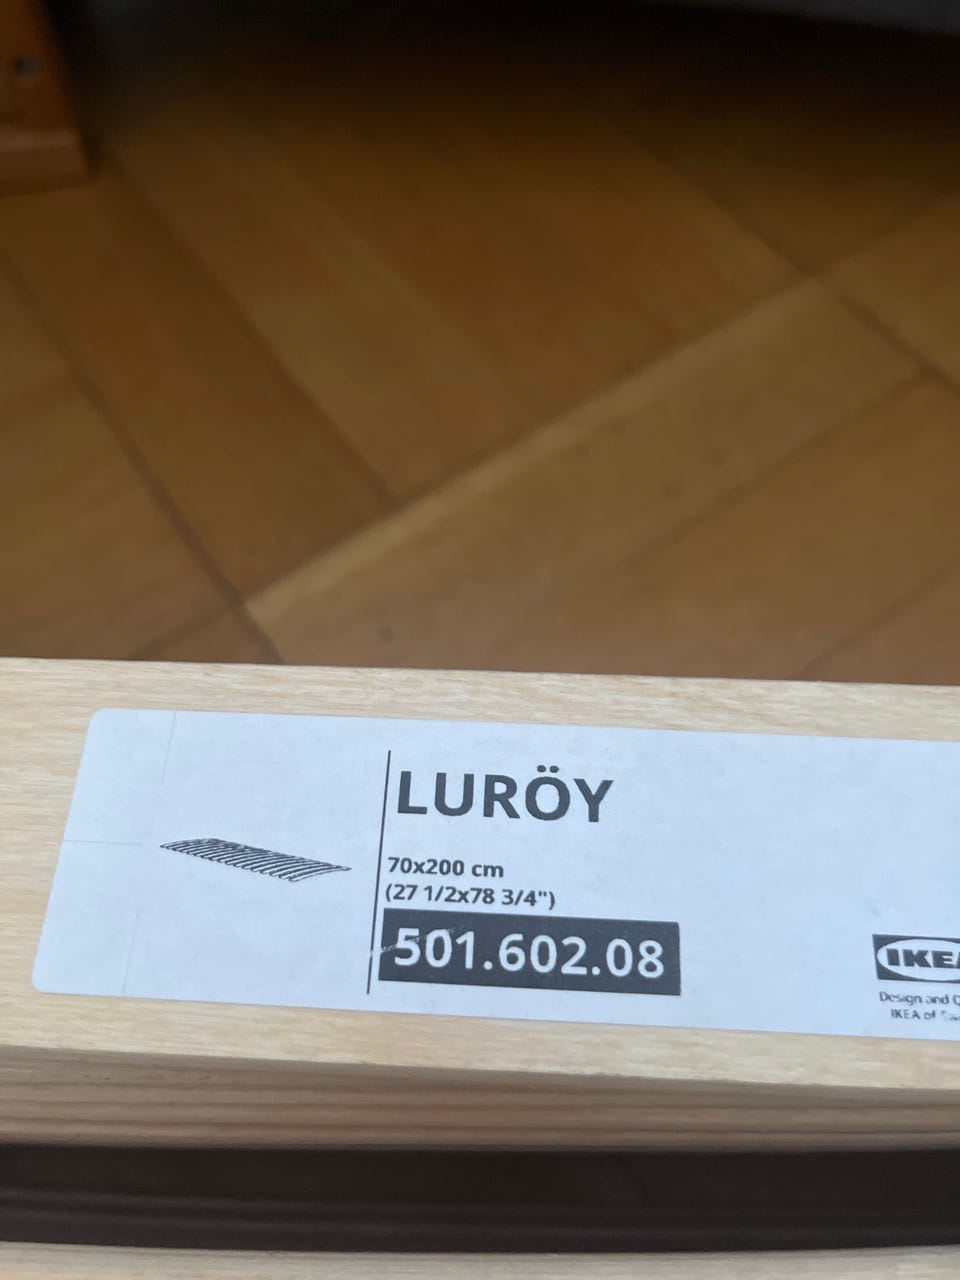 LURÖY
70x200 cm
(27 1/2x78 3/4")
501.602.08
IKEA
Design and Q
IKEA of